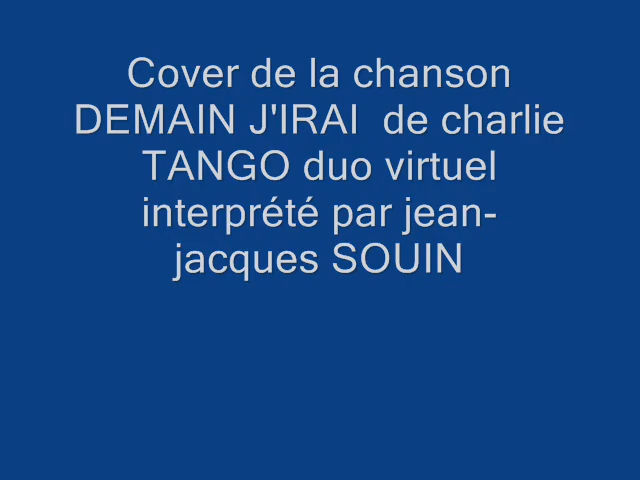 Cover de la chanson
DEMAIN J'IRAI  de charlie
TANGO duo virtuel
interprété par jean-
jacques SOUIN